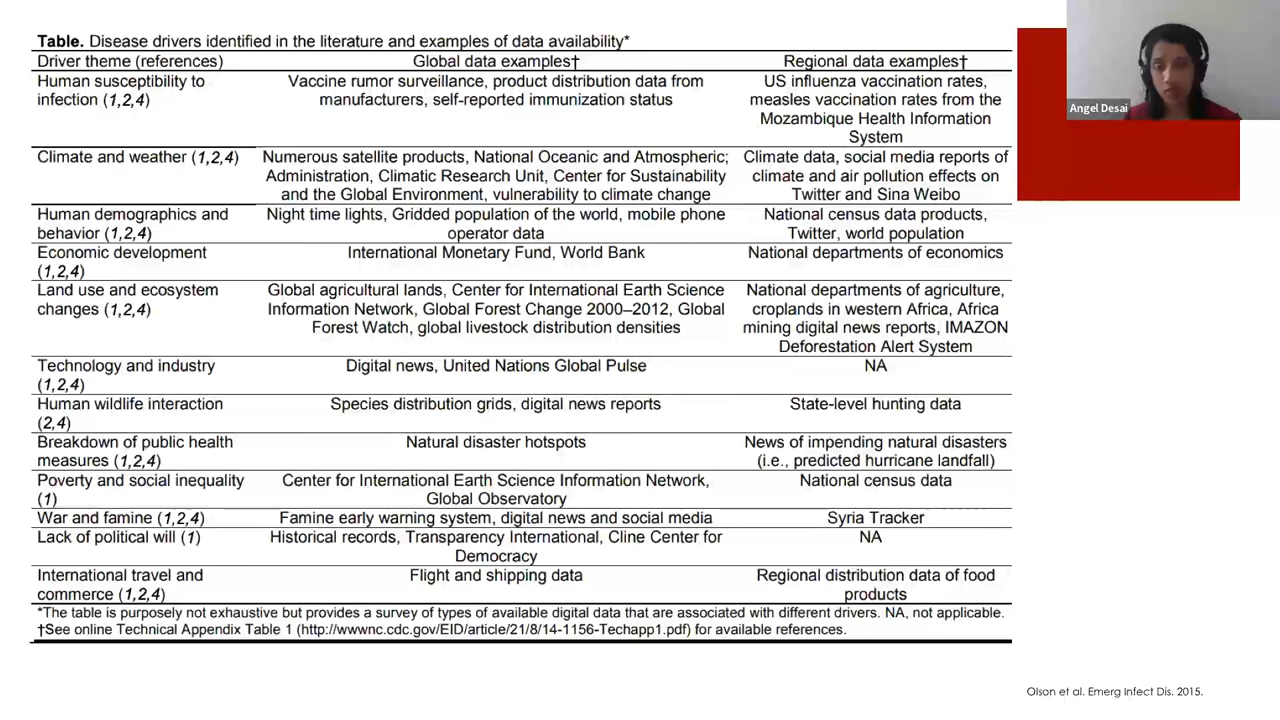 Table. Disease drivers identified in the literature and examples of data availability*
Driver theme (references)
Global data examples†
Regional data examples†
Human susceptibility to
infection (1,2,4)
Vaccine rumor surveillance, product distribution data from
manufacturers, self-reported immunization status
US influenza vaccination rates,
measles vaccination rates from the
Mozambique Health Information
System
Climate and weather (1,2,4)
Numerous satellite products, National Oceanic and Atmospheric;
Administration, Climatic Research Unit, Center for Sustainability
and the Global Environment, vulnerability to climate change
Climate data, social media reports of
climate and air pollution effects on
Twitter and Sina Weibo
Human demographics and
behavior (1,2,4)
Night time lights, Gridded population of the world, mobile phone
operator data
National census data products,
Twitter, world population
Economic development
(1,2,4)
International Monetary Fund, World Bank
National departments of economics
Land use and ecosystem
changes (1,2,4)
Global agricultural lands, Center for International Earth Science
Information Network, Global Forest Change 2000–2012, Global
Forest Watch, global livestock distribution densities
National departments of agriculture,
croplands in western Africa, Africa
mining digital news reports, IMAZON
Deforestation Alert System
Technology and industry
(1,2,4)
Digital news, United Nations Global Pulse
NA
Human wildlife interaction
(2,4)
Species distribution grids, digital news reports
State-level hunting data
Breakdown of public health
measures (1,2,4)
Natural disaster hotspots
News of impending natural disasters
(i.e., predicted hurricane landfall)
Poverty and social inequality
(1)
Center for International Earth Science Information Network,
Global Observatory
National census data
War and famine (1,2,4)
Famine early warning system, digital news and social media
Syria Tracker
Lack of political will (1)
Historical records, Transparency International, Cline Center for
Democracy
NA
International travel and
commerce (1,2,4)
Flight and shipping data
Regional distribution data of food
products
*The table is purposely not exhaustive but provides a survey of types of available digital data that are associated with different drivers. NA, not applicable.
†See online Technical Appendix Table 1 (http://wwwnc.cdc.gov/EID/article/21/8/14-1156-Techapp1.pdf) for available references.
Angel Desai
Olson et al. Emerg Infect Dis. 2015.